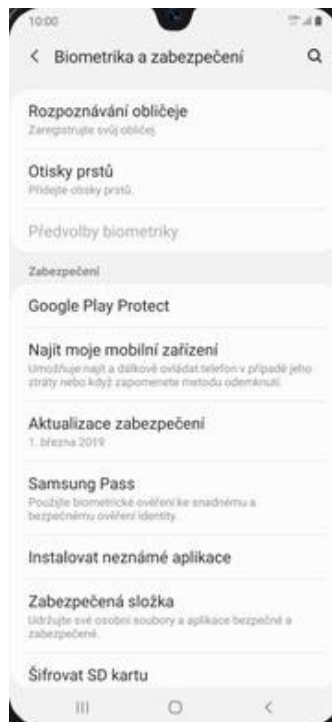 10:00
Biometrika a zabezpečení
Rozpoznávání obličeje
Zaregistrujte svůj obličej.
Otisky prstů
Přidejte otisky prstů.
Předvolby biometriky
Zabezpečení
Google Play Protect
Najít moje mobilní zařízení
Umožňuje najít a dálkově ovládat telefon v případě jeho
ztráty nebo když zapomenete metodu odemknutí.
Aktualizace zabezpečení
1. března 2019
Samsung Pass
Použijte biometrické ověření ke snadnému a
bezpečnému ověření identity.
Instalovat neznámé aplikace
Zabezpečená složka
Udržujte své osobní soubory a aplikace bezpečné a
zabezpečené.
Šifrovat SD kartu